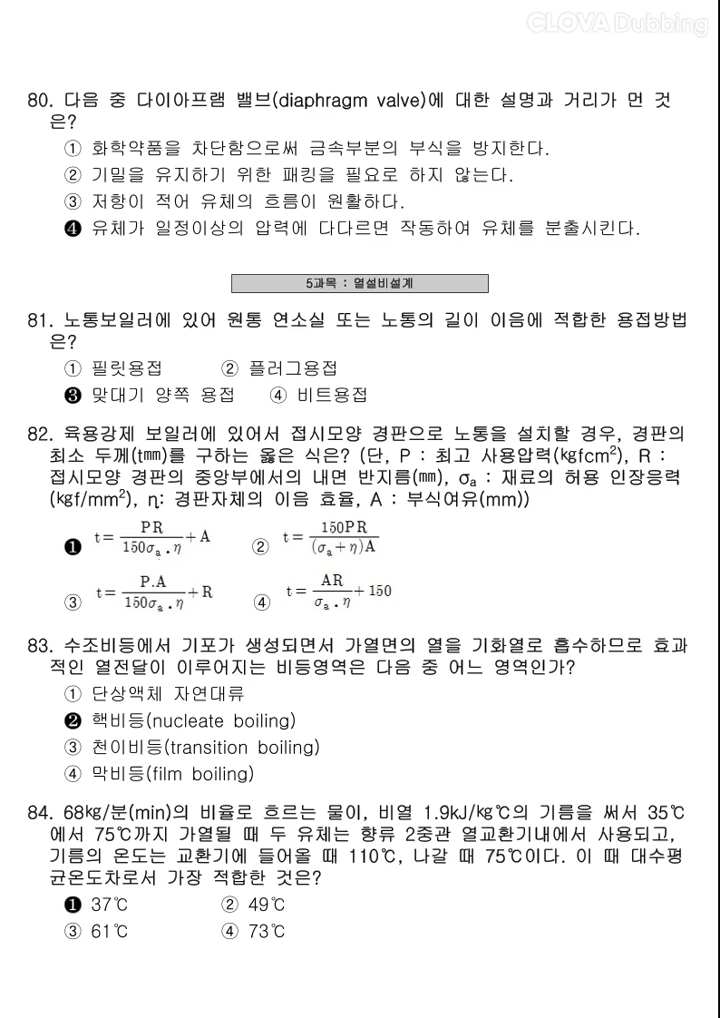 CLOVA Dubbing
80. 다음 중 다이아프램 밸브(diaphragm valve)에 대한 설명과 거리가 먼 것
은?
① 화학약품을 차단함으로써 금속부분의 부식을 방지한다.
② 기밀을 유지하기 위한 패킹을 필요로 하지 않는다.
③ 저항이 적어 유체의 흐름이 원활하다.
❹ 유체가 일정이상의 압력에 다다르면 작동하여 유체를 분출시킨다.
5과목 : 열설비설계
81. 노통보일러에 있어 원통 연소실 또는 노통의 길이 이음에 적합한 용접방법
은?
① 필릿용접 ② 플러그용접
❸ 맞대기 양쪽 용접 ④ 비트용접
82. 육용강제 보일러에 있어서 접시모양 경판으로 노통을 설치할 경우, 경판의
최소 두께(t㎜)를 구하는 옳은 식은? (단, P : 최고 사용압력(kgfcm²), R :
접시모양 경판의 중앙부에서의 내면 반지름(㎜), σₐ : 재료의 허용 인장응력
(kgf/mm²), η: 경판자체의 이음 효율, A : 부식여유(mm))
❶ t = PR / 150σₐ.η + A ② t = 150PR / (σₐ+η)A
③ t = P.A / 150σₐ.η + R ④ t = AR / σₐ.η + 150
83. 수조비등에서 기포가 생성되면서 가열면의 열을 기화열로 흡수하므로 효과
적인 열전달이 이루어지는 비등영역은 다음 중 어느 영역인가?
① 단상액체 자연대류
❷ 핵비등(nucleate boiling)
③ 천이비등(transition boiling)
④ 막비등(film boiling)
84. 68㎏/분(min)의 비율로 흐르는 물이, 비열 1.9kJ/㎏℃의 기름을 써서 35℃
에서 75℃까지 가열될 때 두 유체는 향류 2중관 열교환기내에서 사용되고,
기름의 온도는 교환기에 들어올 때 110℃, 나갈 때 75℃이다. 이 때 대수평
균온도차로서 가장 적합한 것은?
❶ 37℃ ② 49℃
③ 61℃ ④ 73℃